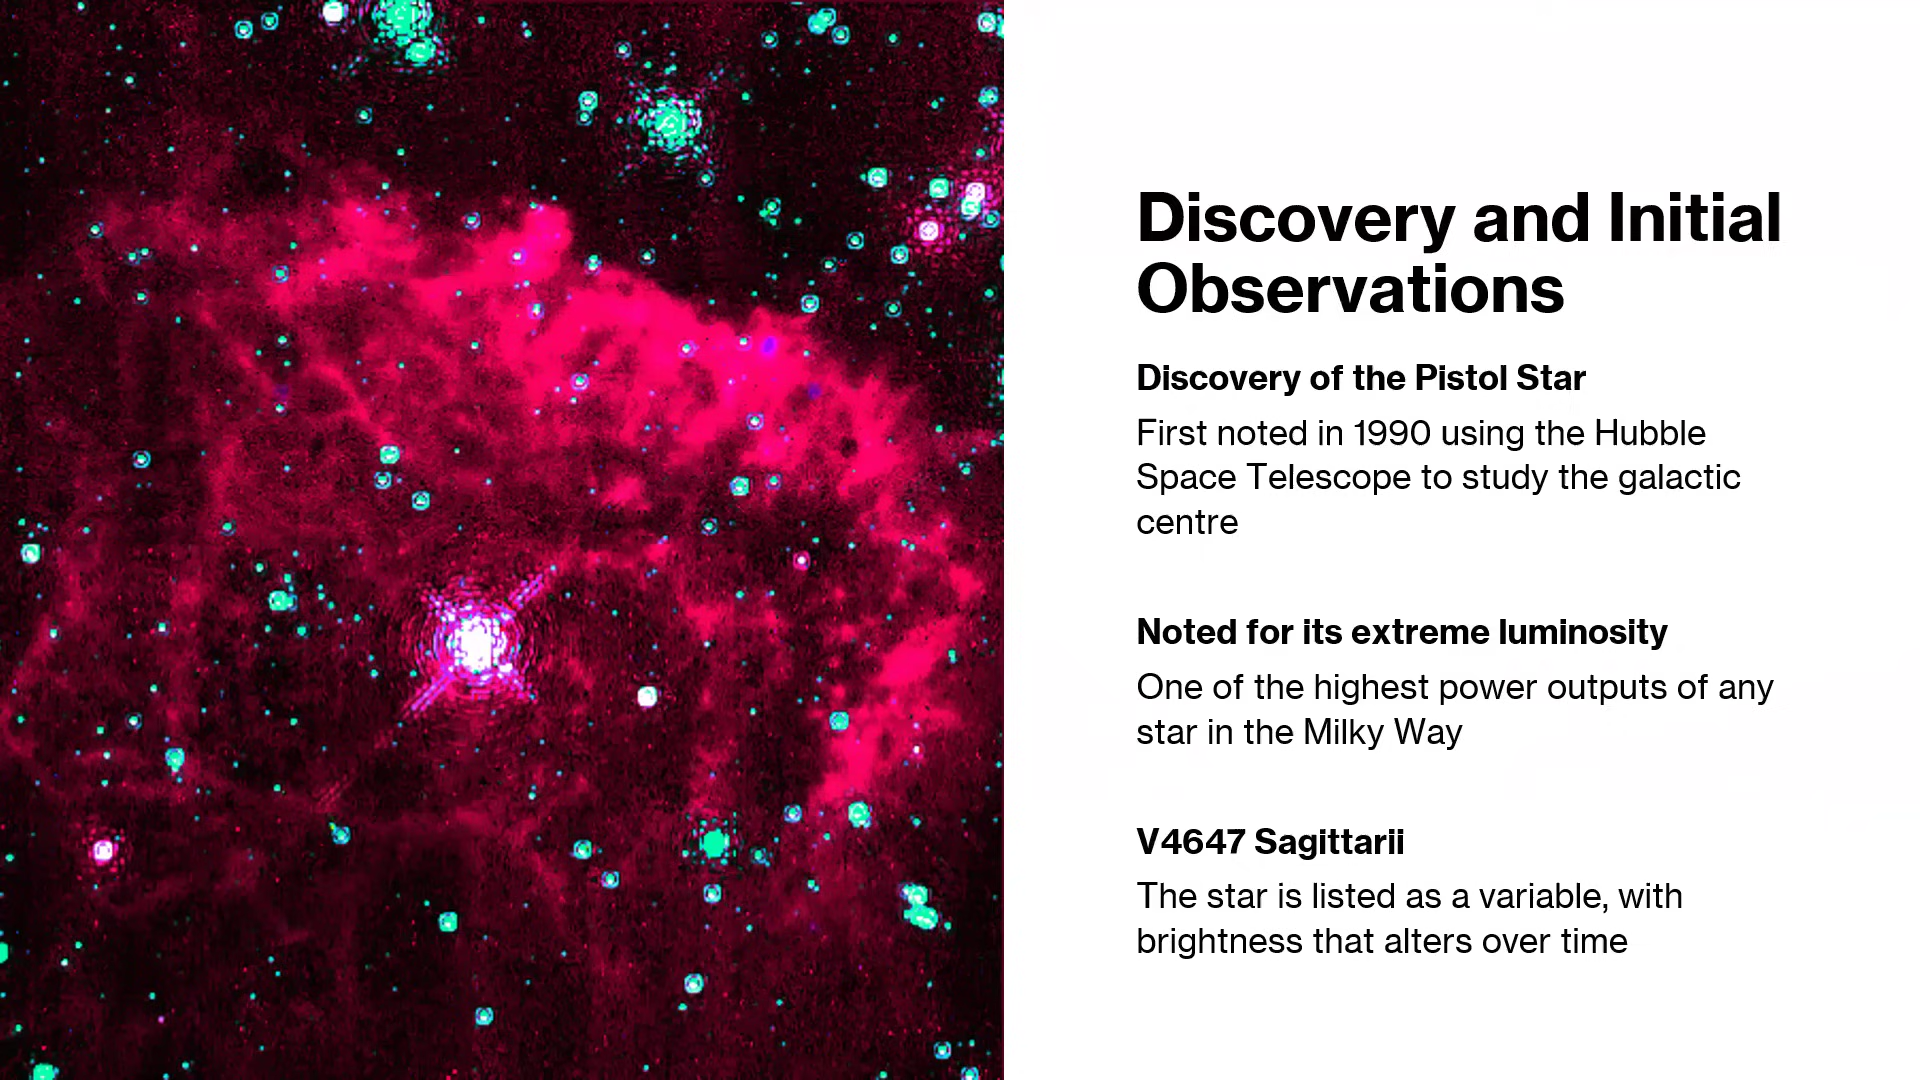 Discovery and Initial
Observations
Discovery of the Pistol Star
First noted in 1990 using the Hubble
Space Telescope to study the galactic
centre
Noted for its extreme luminosity
One of the highest power outputs of any
star in the Milky Way
V4647 Sagittarii
The star is listed as a variable, with
brightness that alters over time